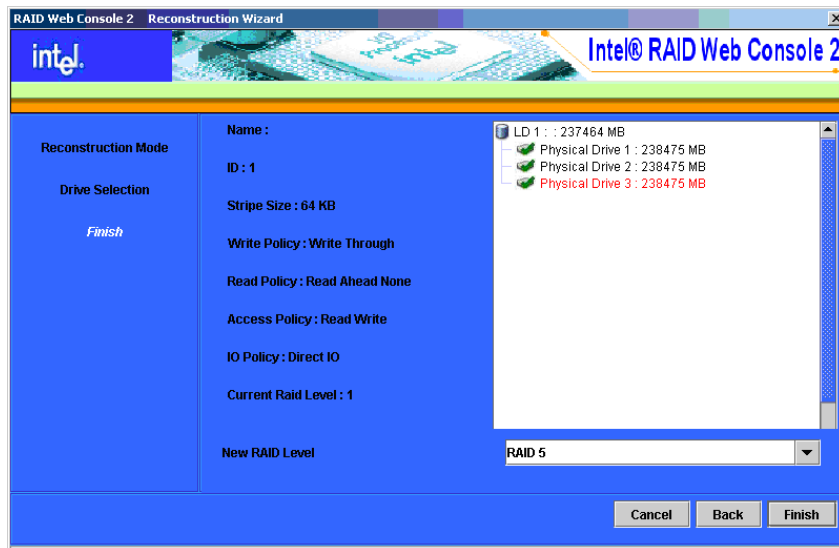 RAID Web Console 2 Reconstruction Wizard
intel.
Intel® RAID Web Console 2
Reconstruction Mode
Drive Selection
Finish
Name :
ID : 1
Stripe Size : 64 KB
Write Policy : Write Through
Read Policy : Read Ahead None
Access Policy : Read Write
IO Policy : Direct IO
Current Raid Level : 1
LD 1 : : 237464 MB
Physical Drive 1 : 238475 MB
Physical Drive 2 : 238475 MB
Physical Drive 3 : 238475 MB
New RAID Level
RAID 5
Cancel
Back
Finish